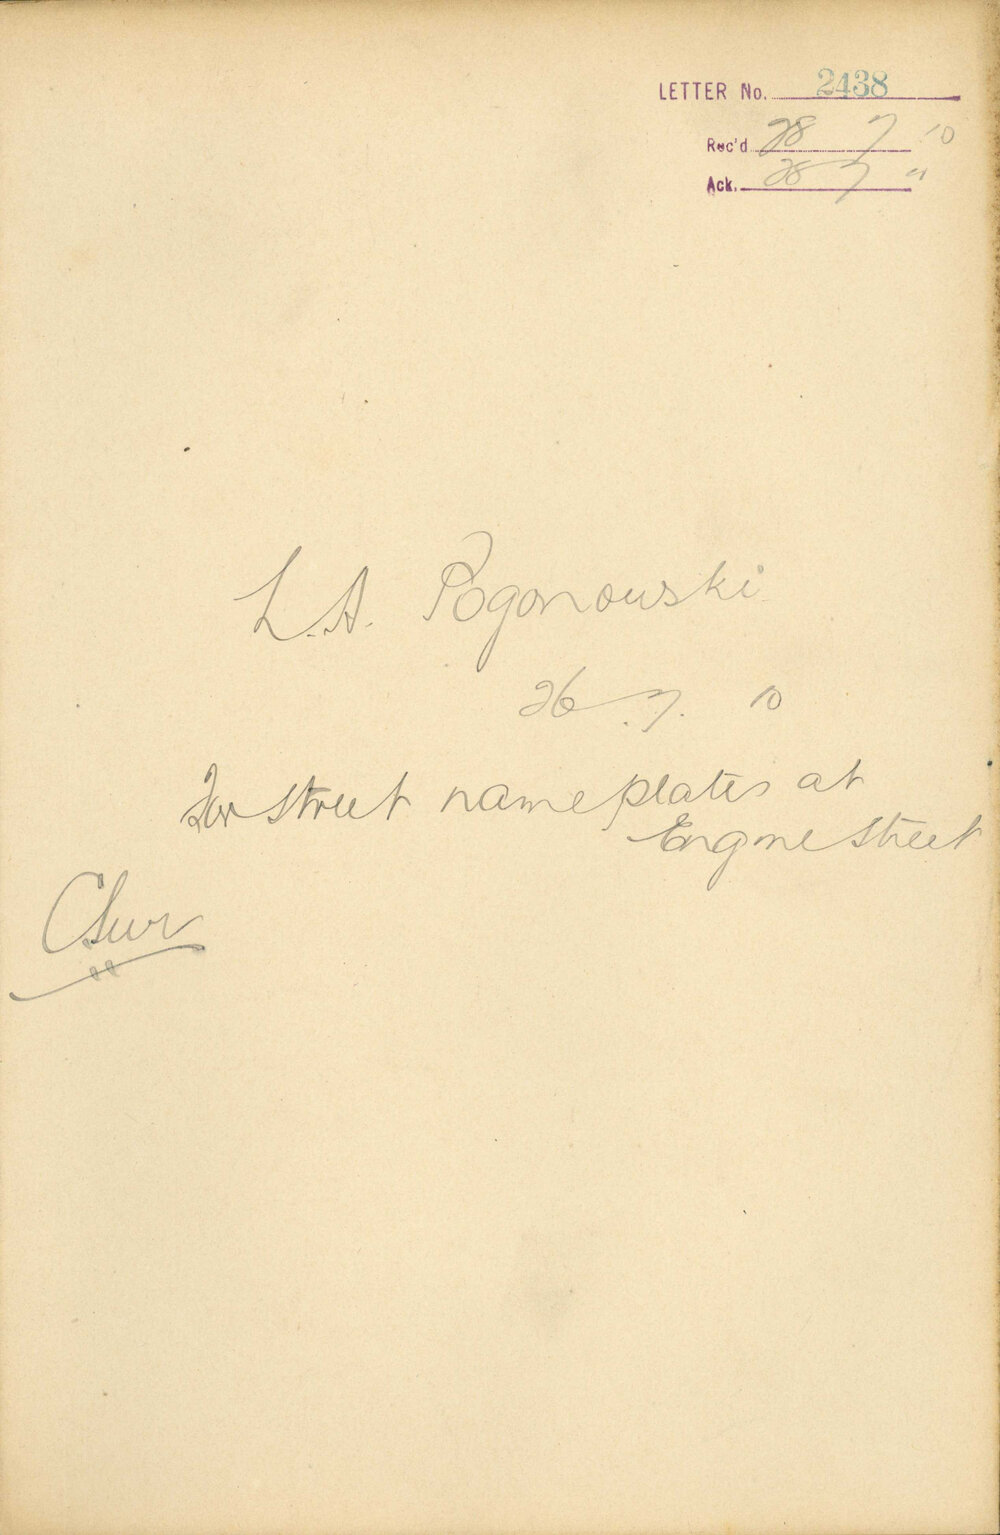 LETTER No. 2438
Rec'd 28 7 10
Ack. 28 7 "
L. A. Pogonowski
26. 7. 10
For street name plates at
Engine street
C Sur